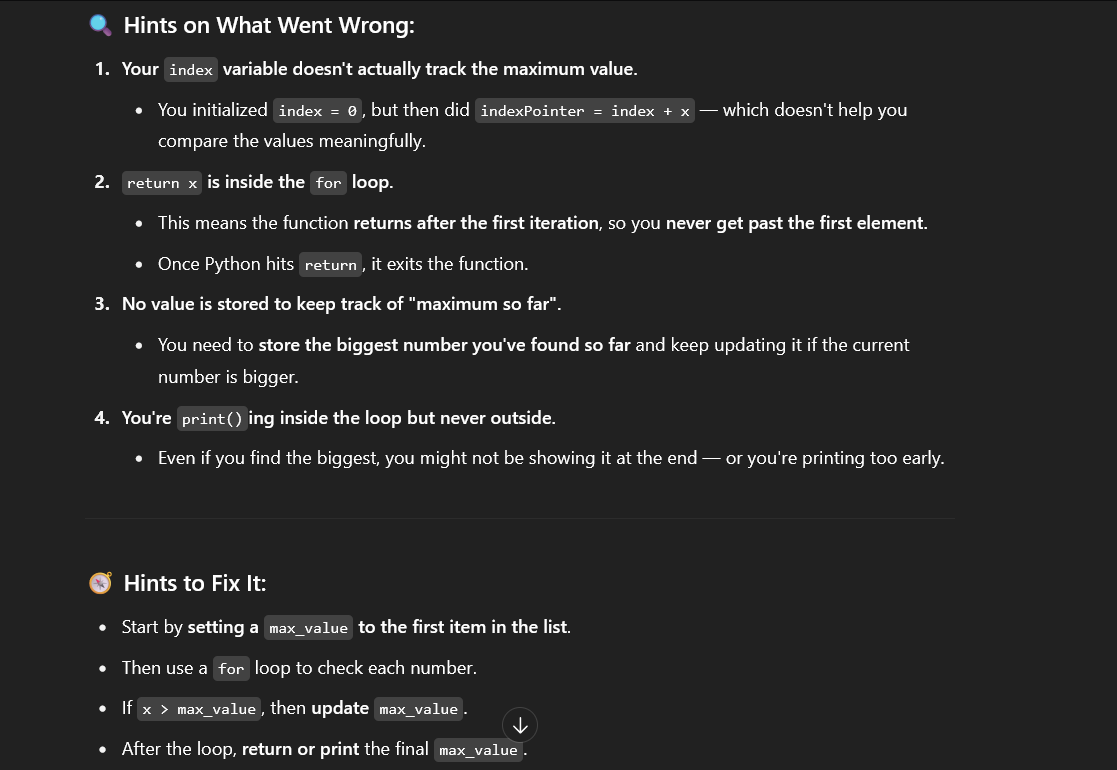 Hints on What Went Wrong:
1. Your index variable doesn't actually track the maximum value.
• You initialized index = 0, but then did indexPointer = index + x — which doesn't help you
compare the values meaningfully.
2. return x is inside the for loop.
• This means the function returns after the first iteration, so you never get past the first element.
• Once Python hits return, it exits the function.
3. No value is stored to keep track of "maximum so far".
• You need to store the biggest number you've found so far and keep updating it if the current
number is bigger.
4. You're print()ing inside the loop but never outside.
• Even if you find the biggest, you might not be showing it at the end — or you're printing too early.
Hints to Fix It:
• Start by setting a max_value to the first item in the list.
• Then use a for loop to check each number.
• If x > max_value, then update max_value.
• After the loop, return or print the final max_value.